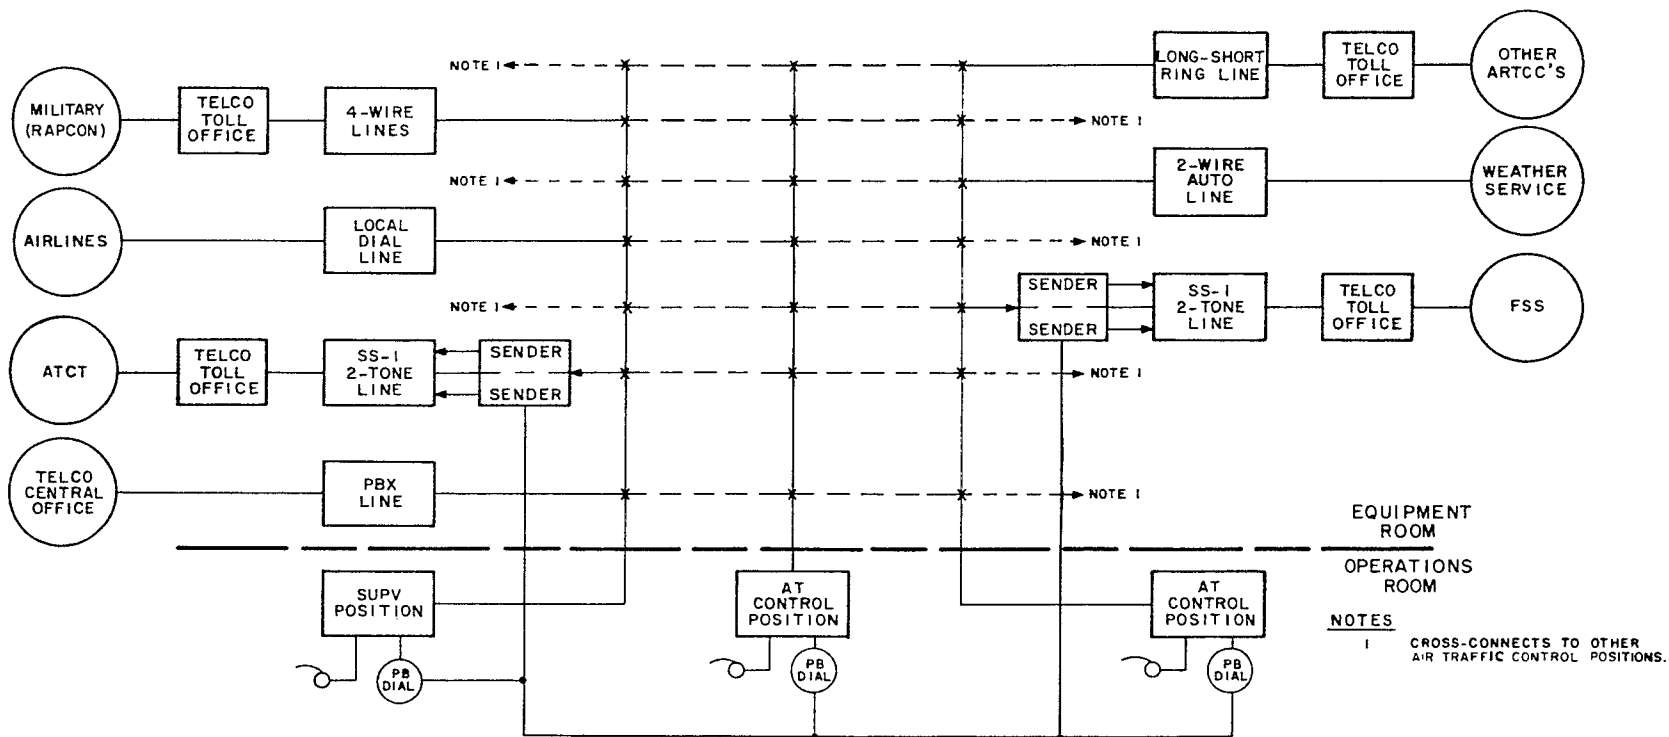 NOTE 1
LONG-SHORT
RING LINE
TELCO
TOLL
OFFICE
OTHER
ARTCC'S
MILITARY
(RAPCON)
TELCO
TOLL
OFFICE
4-WIRE
LINES
NOTE 1
NOTE 1
2-WIRE
AUTO
LINE
WEATHER
SERVICE
AIRLINES
LOCAL
DIAL
LINE
NOTE 1
NOTE 1
SENDER
SENDER
SS-1
2-TONE
LINE
TELCO
TOLL
OFFICE
FSS
ATCT
TELCO
TOLL
OFFICE
SS-1
2-TONE
LINE
SENDER
SENDER
NOTE 1
TELCO
CENTRAL
OFFICE
PBX
LINE
NOTE 1
EQUIPMENT
ROOM
OPERATIONS
ROOM
SUPV
POSITION
AT
CONTROL
POSITION
AT
CONTROL
POSITION
PB
DIAL
PB
DIAL
PB
DIAL
NOTES
1 CROSS-CONNECTS TO OTHER
AIR TRAFFIC CONTROL POSITIONS.